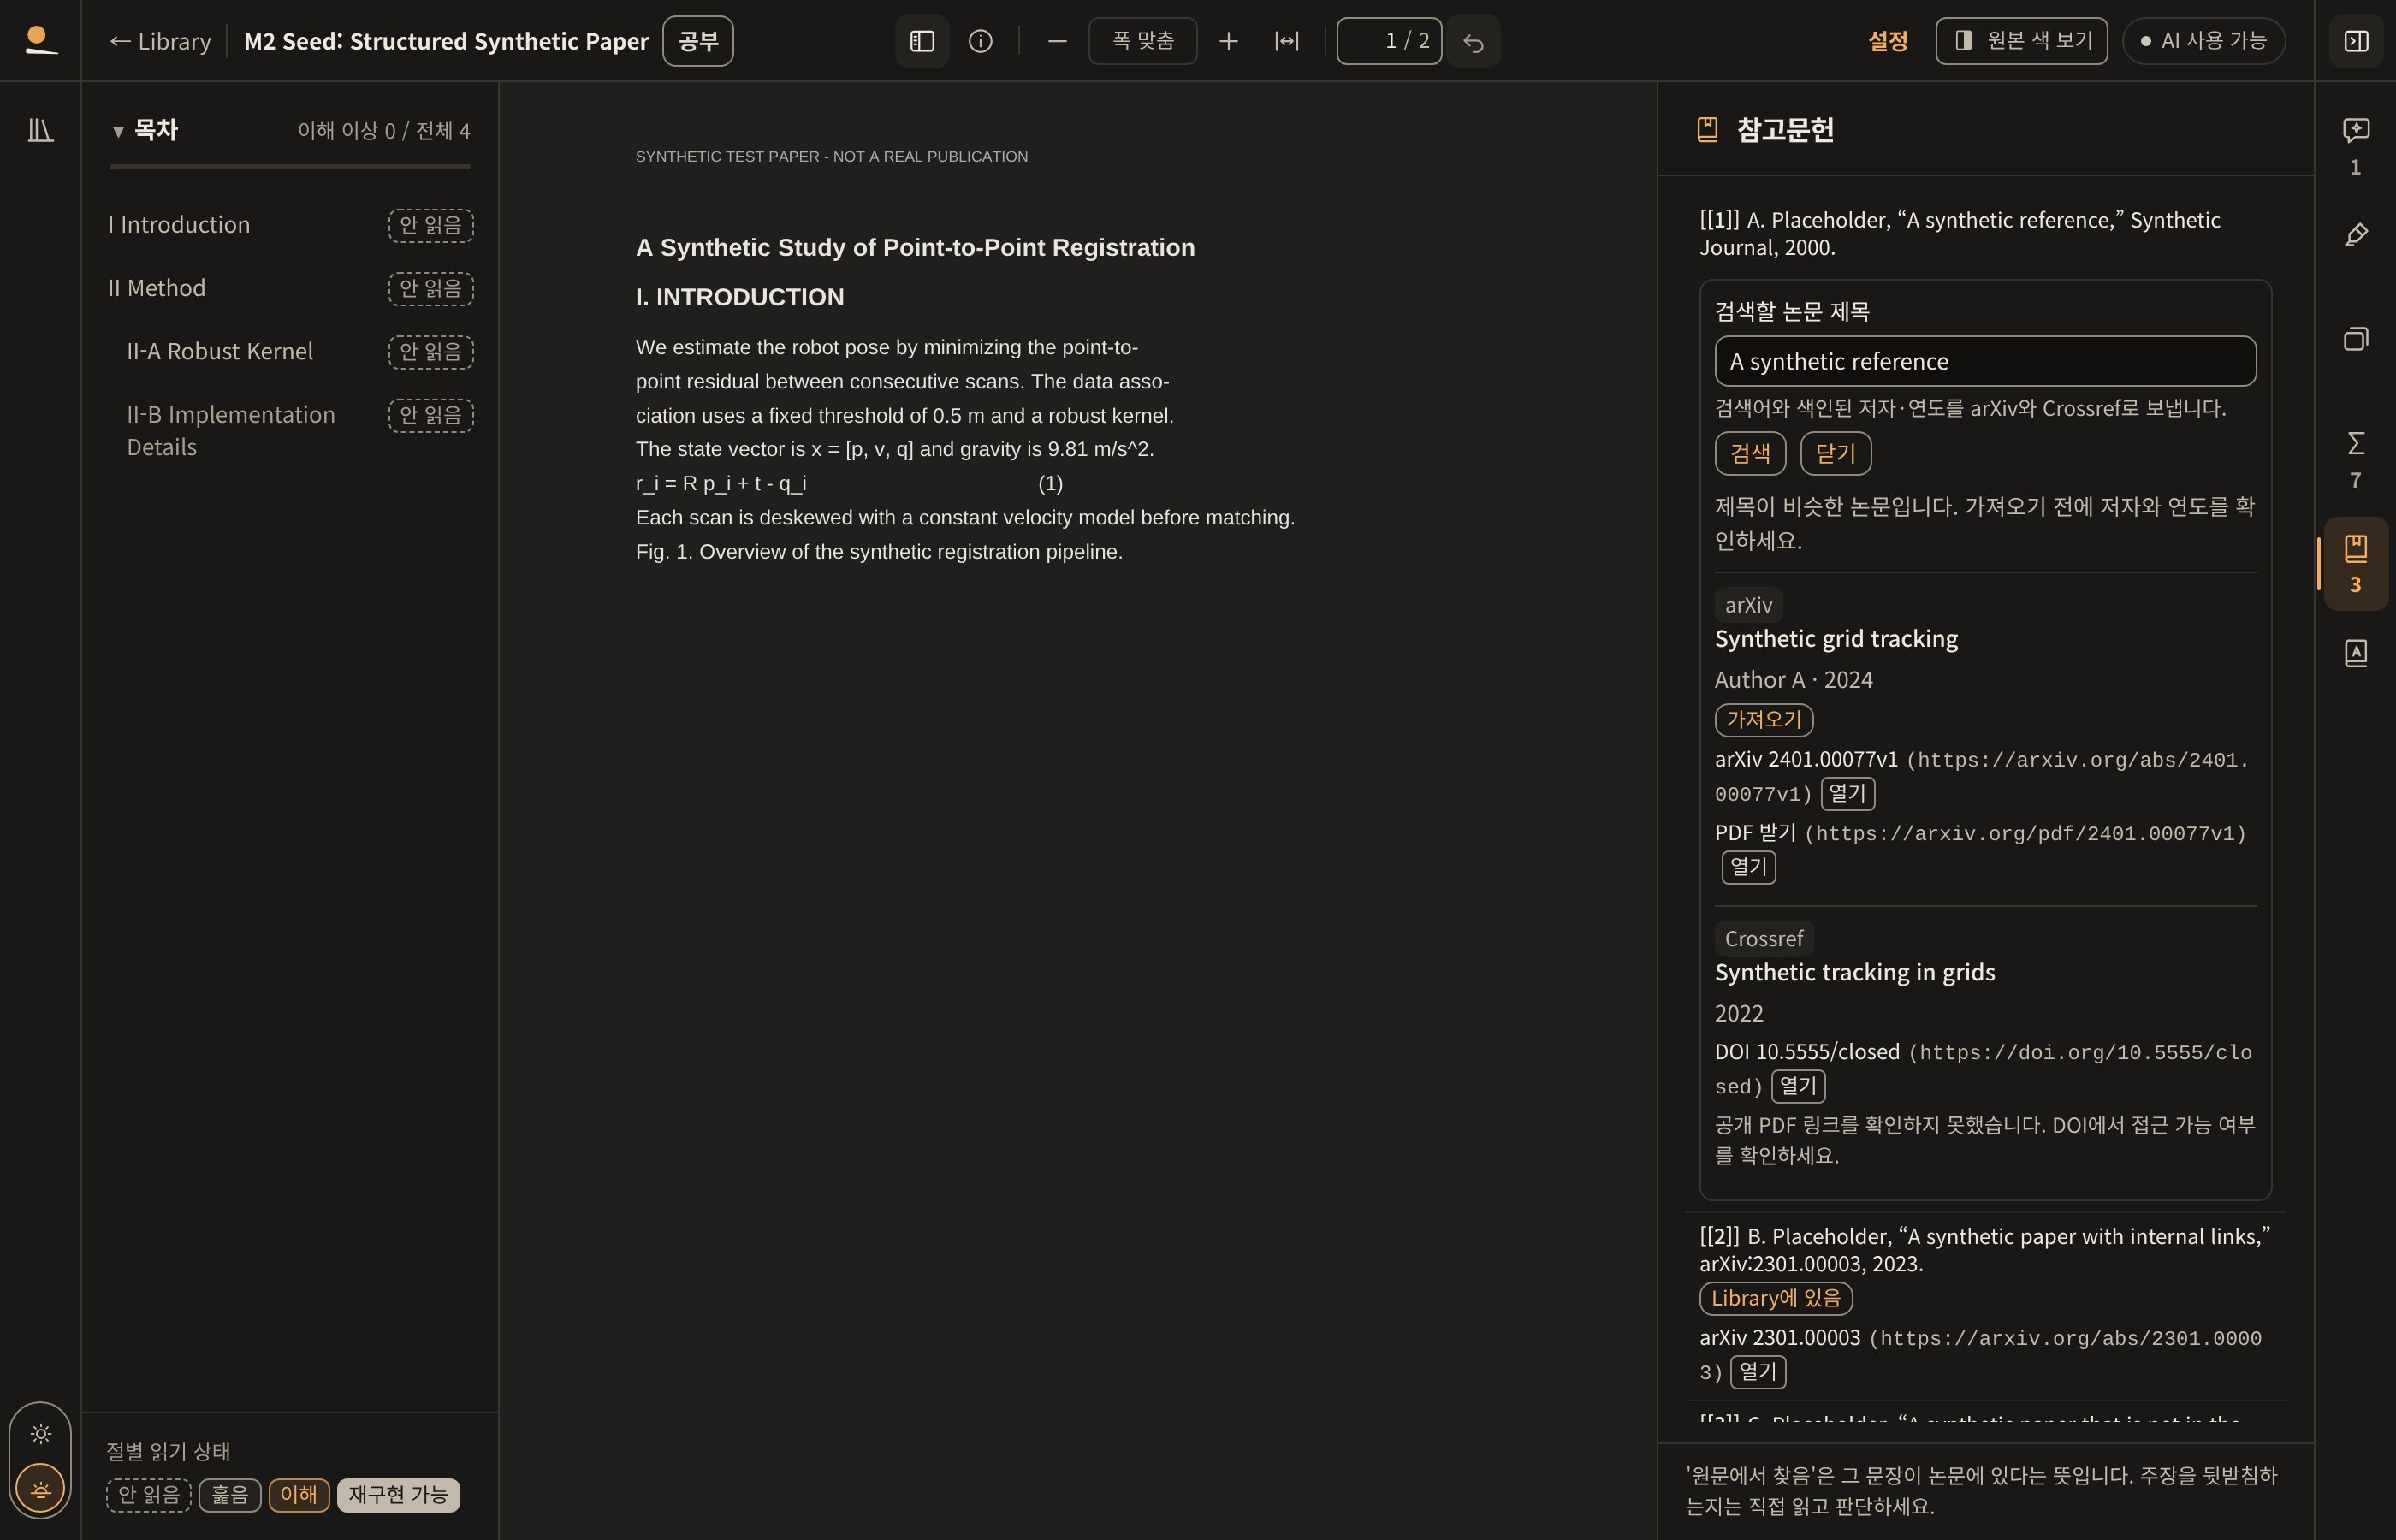 ← Library
M2 Seed: Structured Synthetic Paper
공부
폭 맞춤
1 / 2
설정
원본 색 보기
AI 사용 가능
▼ 목차
이해 이상 0 / 전체 4
I Introduction
안 읽음
II Method
안 읽음
II-A Robust Kernel
안 읽음
II-B Implementation
Details
안 읽음
절별 읽기 상태
안 읽음
훑음
이해
재구현 가능
SYNTHETIC TEST PAPER - NOT A REAL PUBLICATION
A Synthetic Study of Point-to-Point Registration
I. INTRODUCTION
We estimate the robot pose by minimizing the point-to-
point residual between consecutive scans. The data asso-
ciation uses a fixed threshold of 0.5 m and a robust kernel.
The state vector is x = [p, v, q] and gravity is 9.81 m/s^2.
r_i = R p_i + t - q_i (1)
Each scan is deskewed with a constant velocity model before matching.
Fig. 1. Overview of the synthetic registration pipeline.
참고문헌
[[1]] A. Placeholder, “A synthetic reference,” Synthetic
Journal, 2000.
검색할 논문 제목
A synthetic reference
검색어와 색인된 저자·연도를 arXiv와 Crossref로 보냅니다.
검색
닫기
제목이 비슷한 논문입니다. 가져오기 전에 저자와 연도를 확
인하세요.
arXiv
Synthetic grid tracking
Author A · 2024
가져오기
arXiv 2401.00077v1 (https://arxiv.org/abs/2401.
00077v1) 열기
PDF 받기 (https://arxiv.org/pdf/2401.00077v1)
열기
Crossref
Synthetic tracking in grids
2022
DOI 10.5555/closed (https://doi.org/10.5555/clo
sed) 열기
공개 PDF 링크를 확인하지 못했습니다. DOI에서 접근 가능 여부
를 확인하세요.
[[2]] B. Placeholder, “A synthetic paper with internal links,”
arXiv:2301.00003, 2023.
Library에 있음
arXiv 2301.00003 (https://arxiv.org/abs/2301.0000
3) 열기
[[3]] C. Placeholder, “A synthetic paper that is not in the
'원문에서 찾음'은 그 문장이 논문에 있다는 뜻입니다. 주장을 뒷받침하
는지는 직접 읽고 판단하세요.
1
Σ
7
3
A